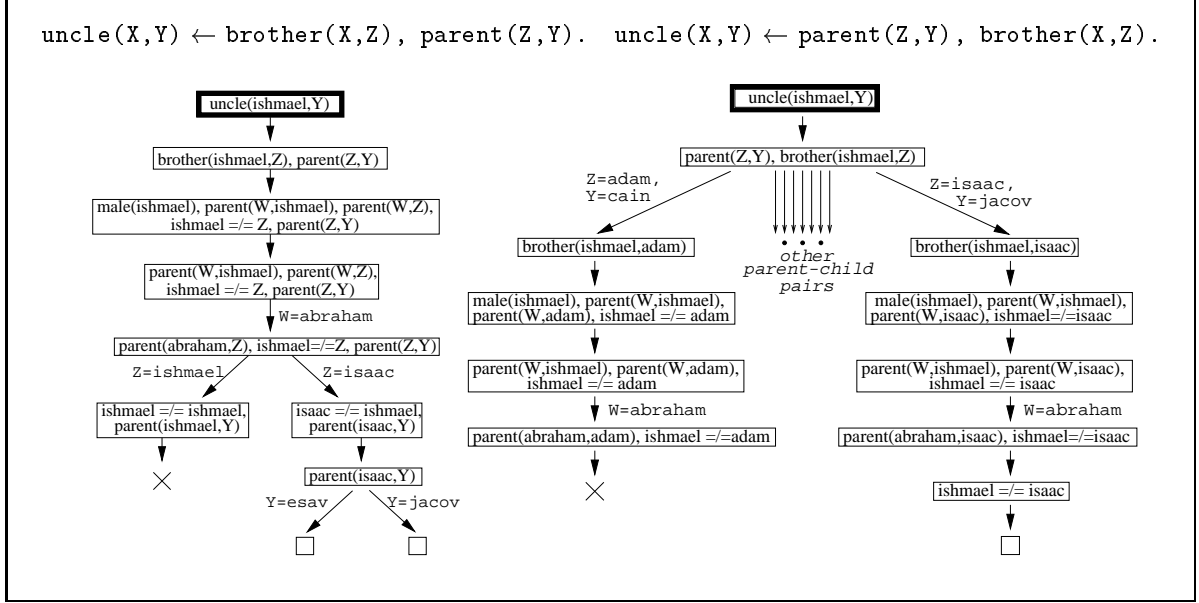 uncle(X,Y) ← brother(X,Z), parent(Z,Y).
uncle(X,Y) ← parent(Z,Y), brother(X,Z).
uncle(ishmael,Y)
brother(ishmael,Z), parent(Z,Y)
male(ishmael), parent(W,ishmael), parent(W,Z),
ishmael =/= Z, parent(Z,Y)
parent(W,ishmael), parent(W,Z),
ishmael =/= Z, parent(Z,Y)
W=abraham
parent(abraham,Z), ishmael=/=Z, parent(Z,Y)
Z=ishmael
Z=isaac
ishmael =/= ishmael,
parent(ishmael,Y)
isaac =/= ishmael,
parent(isaac,Y)
parent(isaac,Y)
Y=esav
Y=jacov
uncle(ishmael,Y)
parent(Z,Y), brother(ishmael,Z)
Z=adam,
Y=cain
Z=isaac,
Y=jacov
other
parent-child
pairs
brother(ishmael,adam)
male(ishmael), parent(W,ishmael),
parent(W,adam), ishmael =/= adam
parent(W,ishmael), parent(W,adam),
ishmael =/= adam
W=abraham
parent(abraham,adam), ishmael =/=adam
brother(ishmael,isaac)
male(ishmael), parent(W,ishmael),
parent(W,isaac), ishmael=/=isaac
parent(W,ishmael), parent(W,isaac),
ishmael =/= isaac
W=abraham
parent(abraham,isaac), ishmael=/=isaac
ishmael =/= isaac